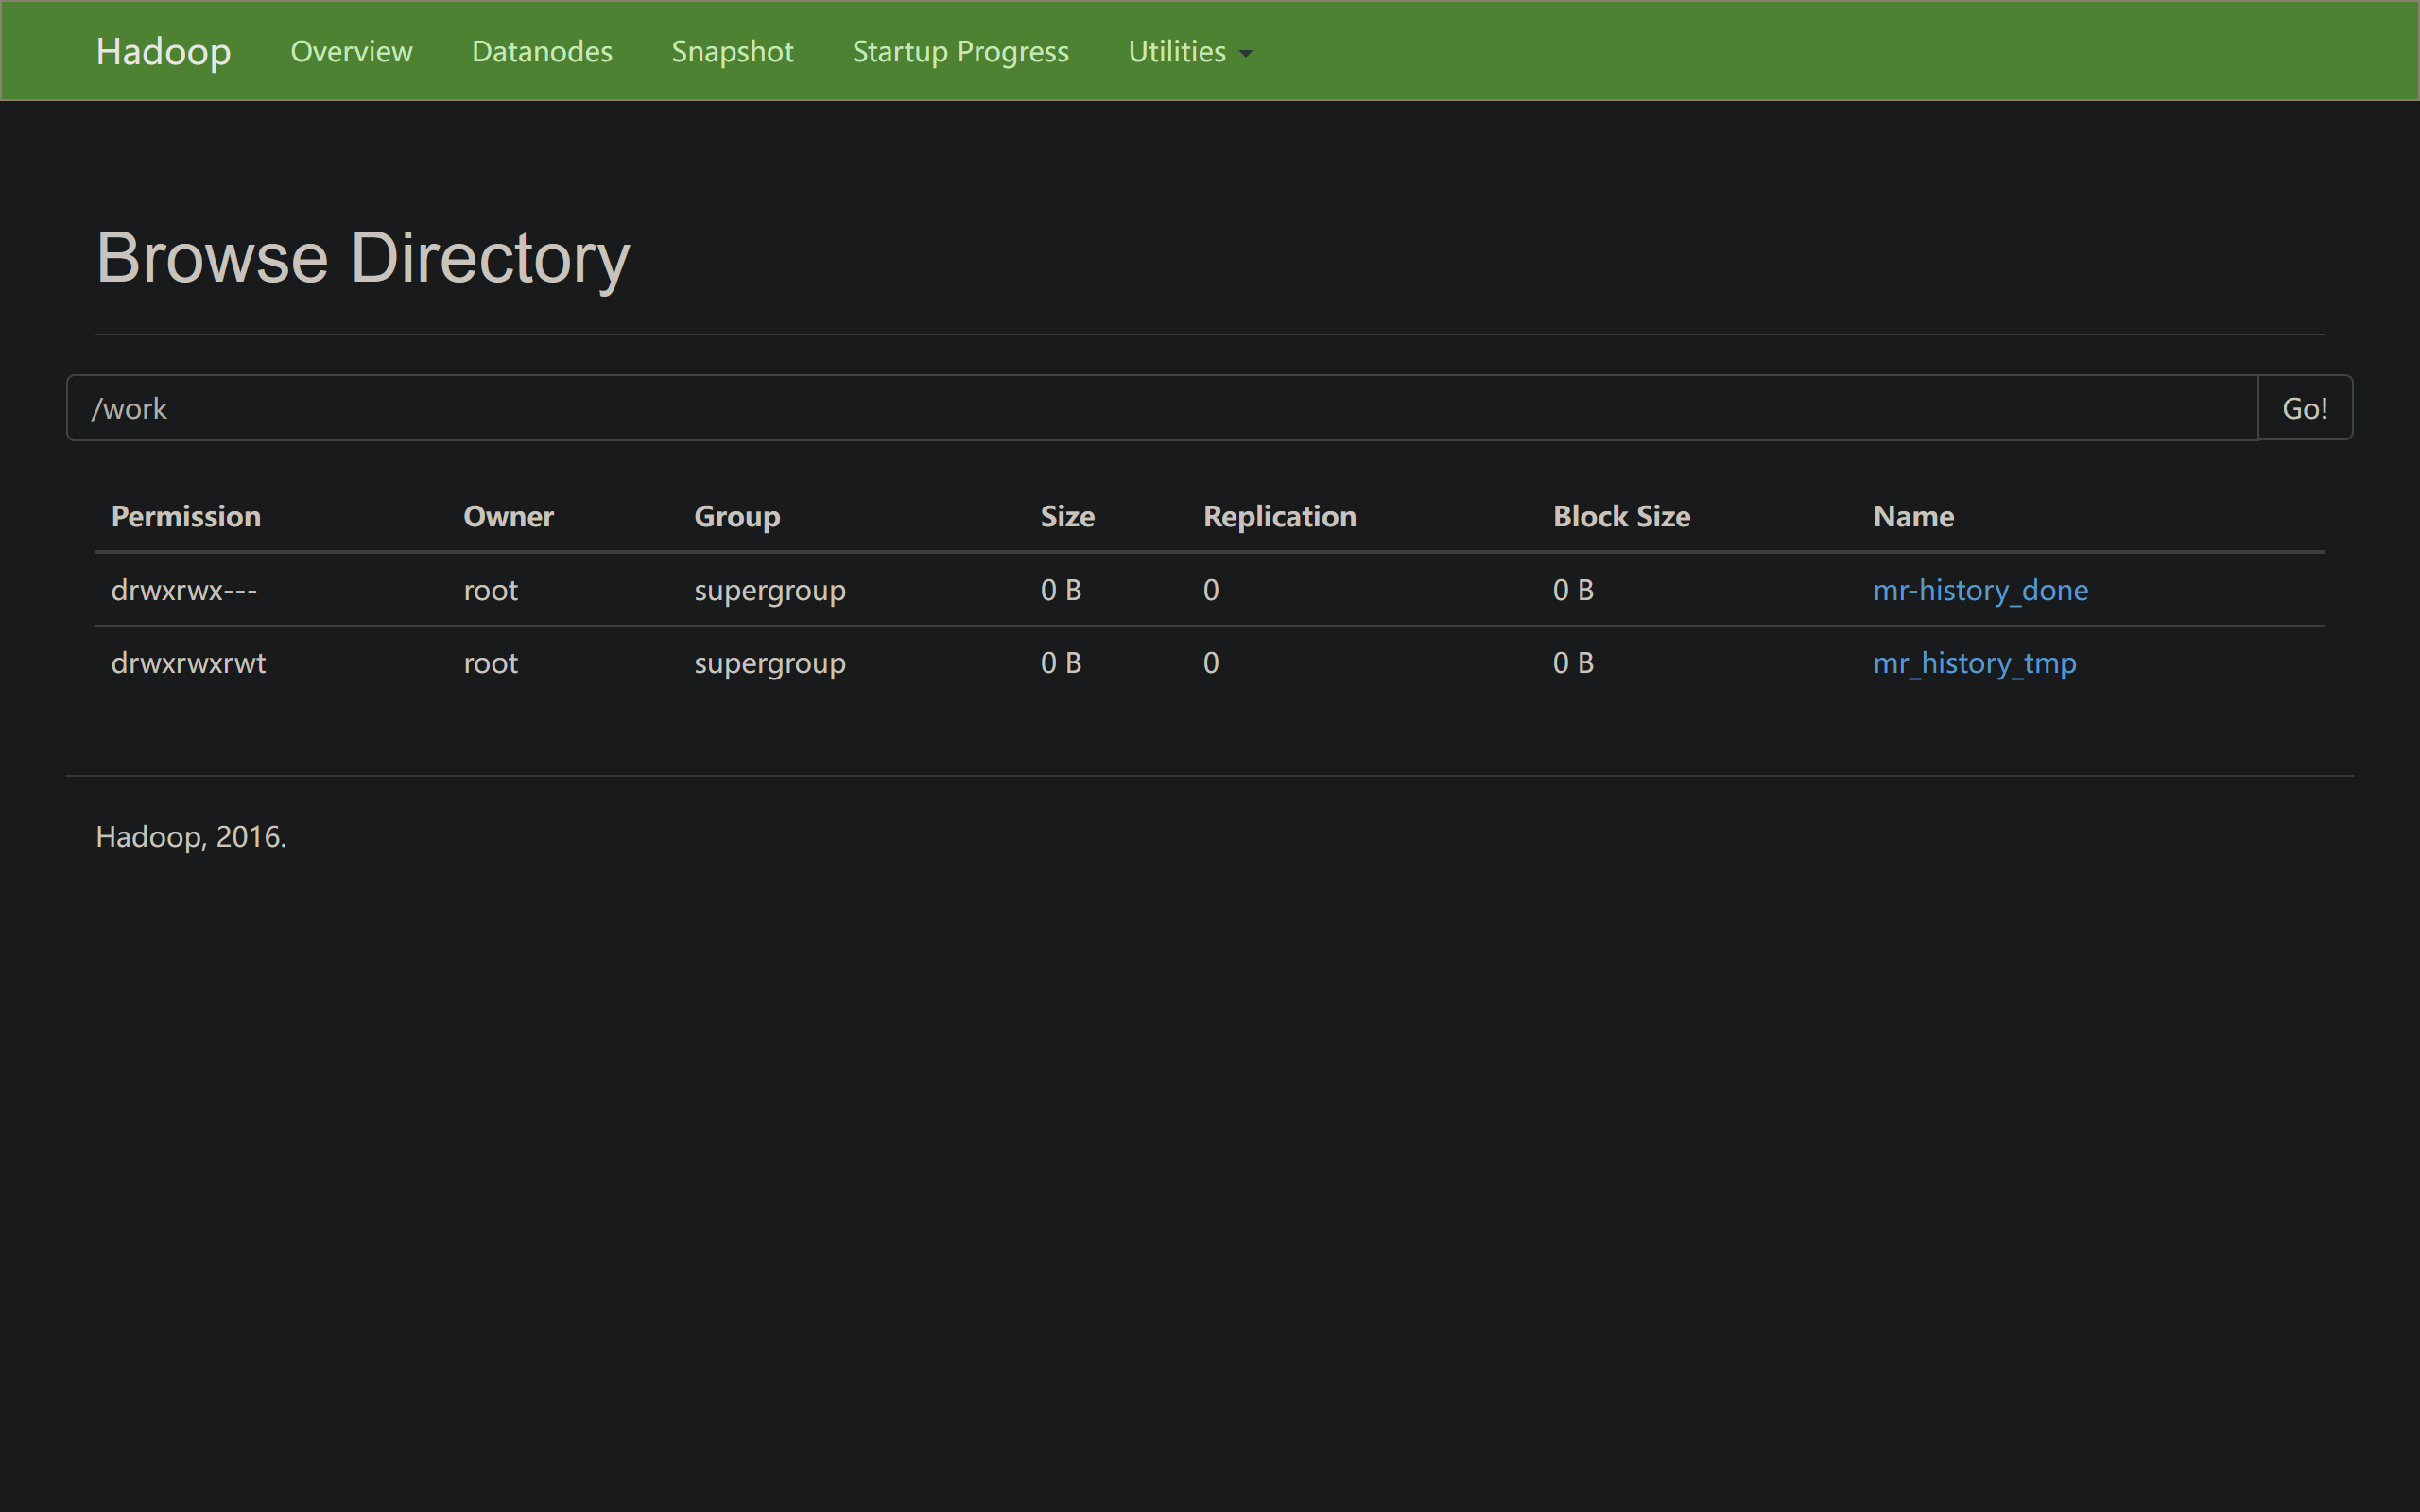 Hadoop Overview Datanodes Snapshot Startup Progress Utilities
Browse Directory
/work Go!
Permission Owner Group Size Replication Block Size Name
drwxrwx--- root supergroup 0 B 0 0 B mr-history_done
drwxrwxrwt root supergroup 0 B 0 0 B mr_history_tmp
Hadoop, 2016.